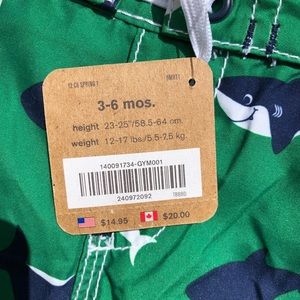 3-6 mos.
height 23-25"/58.5-64 cm.
weight 12-17 lbs/5.5-7.5 kg.
140091734-GYM001
240972092
$14.95 $20.00